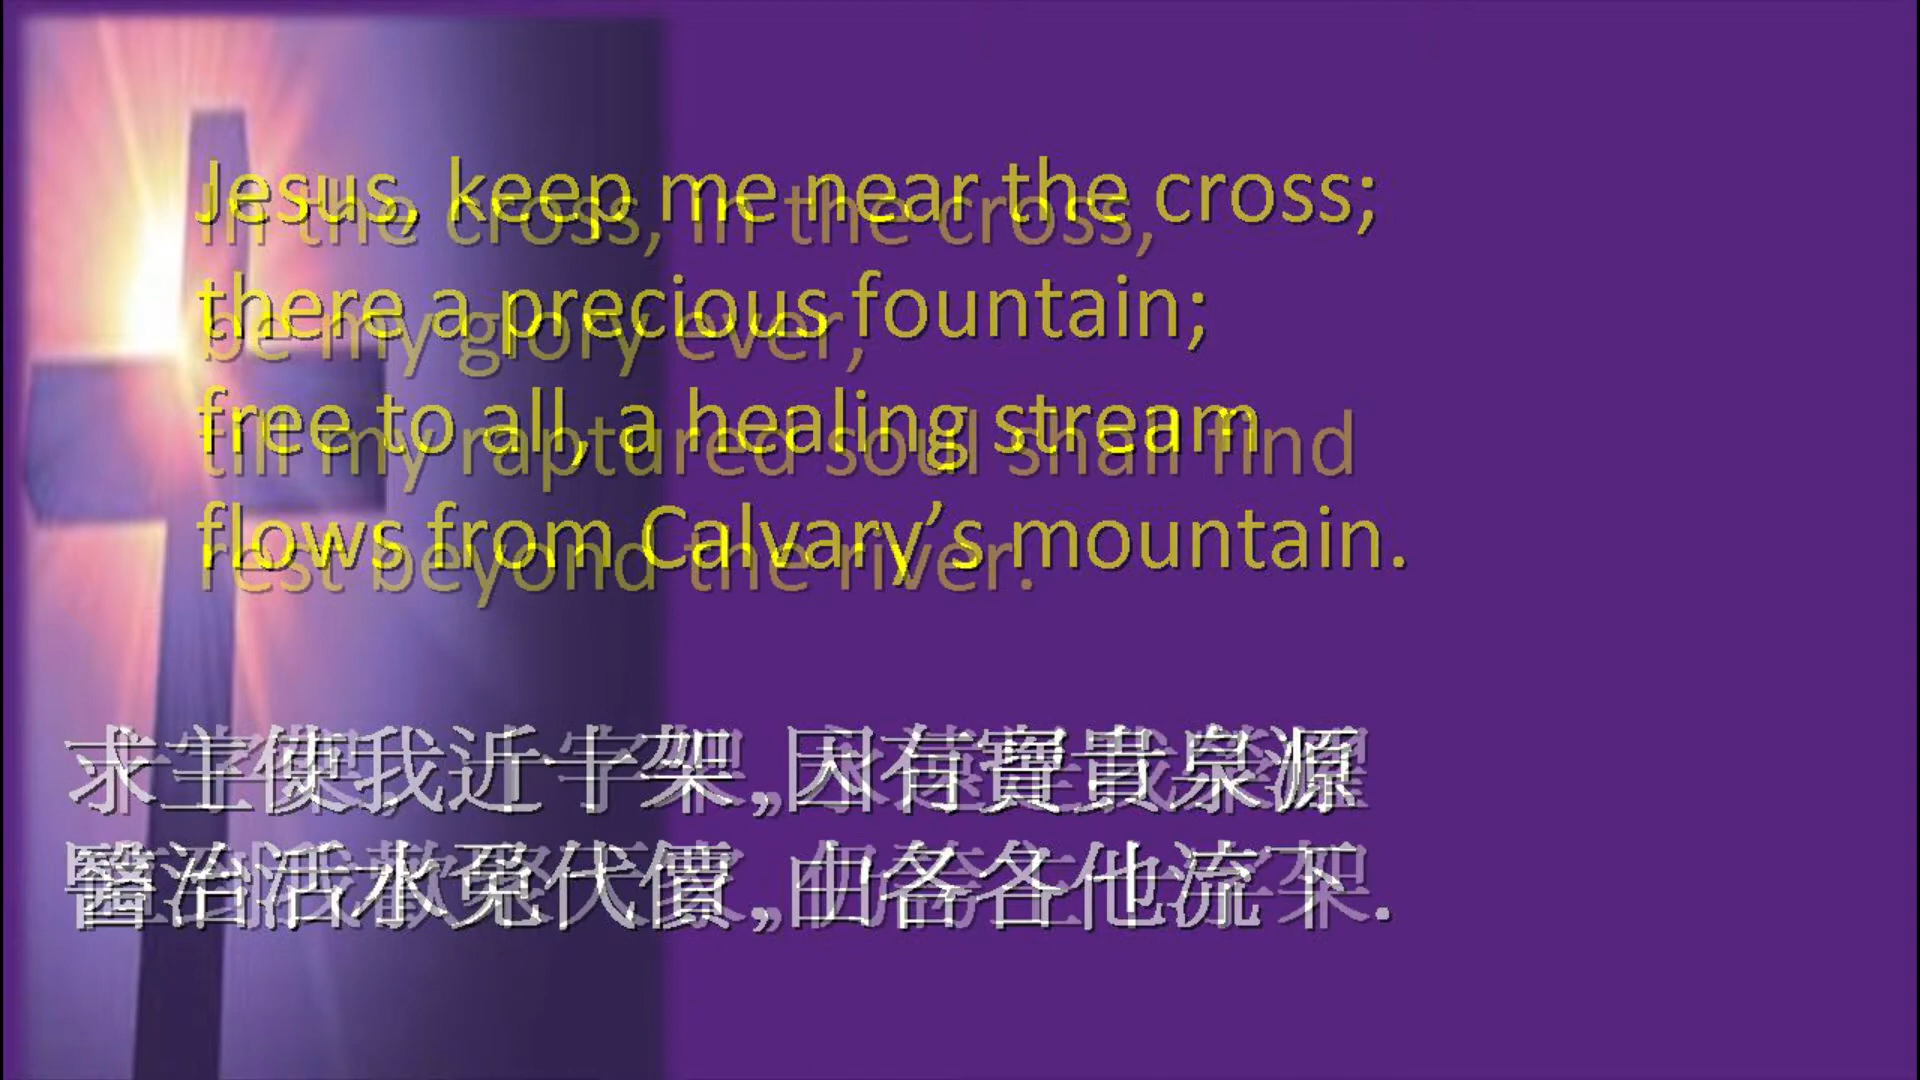 Jesus, keep me near the cross;
In the cross, in the cross,
there a precious fountain;
be my glory ever,
free to all, a healing stream
till my raptured soul shall find
flows from Calvary’s mountain.
rest beyond the river.
求主使我近十架,因有寶貴泉源
醫治活水免代價,由各各他流下.